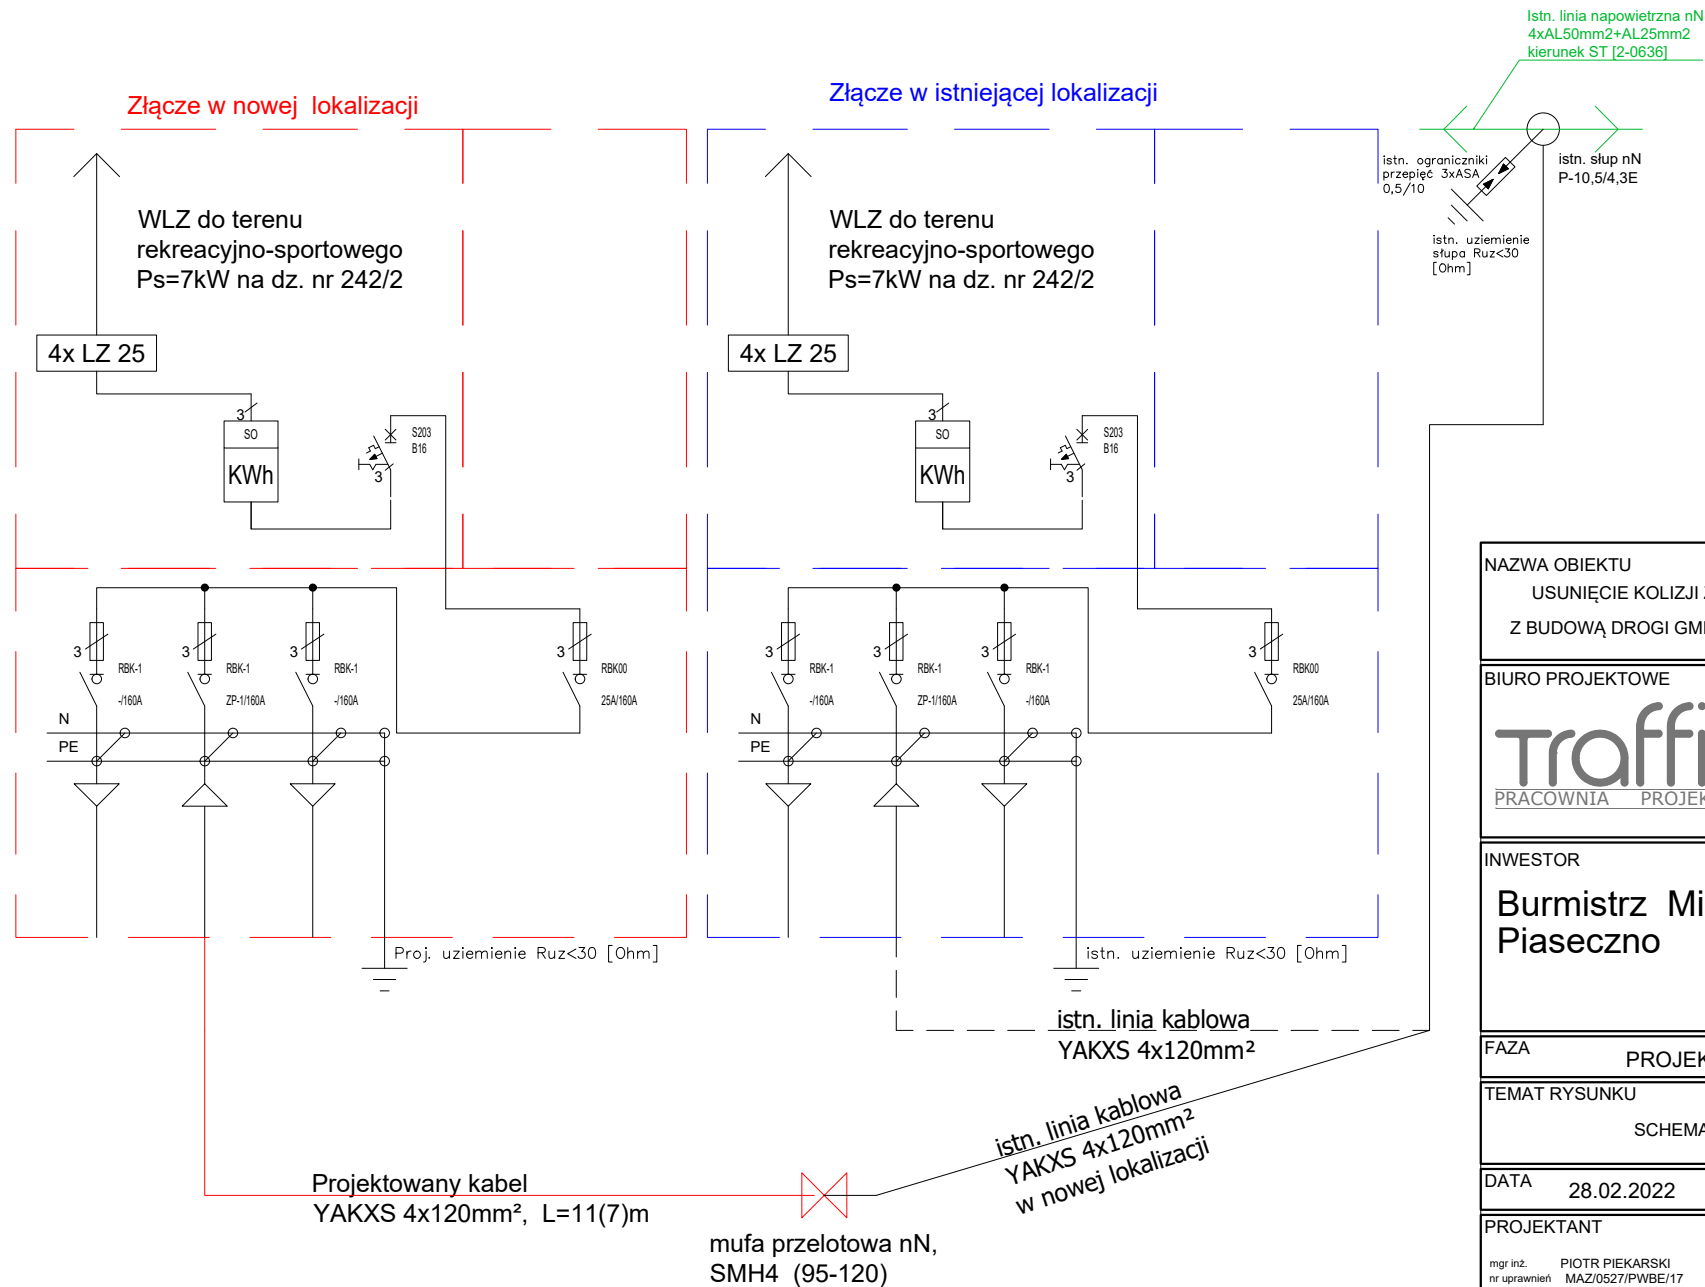 Istn. linia napowietrzna nN
4xAL50mm2+AL25mm2
kierunek ST [2-0636]
Złącze w nowej lokalizacji
Złącze w istniejącej lokalizacji
istn. ograniczniki
przepięć 3xASA
0,5/10
istn. słup nN
P-10,5/4,3E
istn. uziemienie
słupa Ruz<30
[Ohm]
WLZ do terenu
rekreacyjno-sportowego
Ps=7kW na dz. nr 242/2
4x LZ 25
3
SO
KWh
S203
B16
3
WLZ do terenu
rekreacyjno-sportowego
Ps=7kW na dz. nr 242/2
4x LZ 25
3
SO
KWh
S203
B16
3
3
RBK-1
-/160A
3
RBK-1
ZP-1/160A
3
RBK-1
-/160A
3
RBK00
25A/160A
N
PE
3
RBK-1
-/160A
3
RBK-1
ZP-1/160A
3
RBK-1
-/160A
3
RBK00
25A/160A
N
PE
Proj. uziemienie Ruz<30 [Ohm]
istn. uziemienie Ruz<30 [Ohm]
istn. linia kablowa
YAKXS 4x120mm²
istn. linia kablowa
YAKXS 4x120mm²
w nowej lokalizacji
Projektowany kabel
YAKXS 4x120mm², L=11(7)m
mufa przelotowa nN,
SMH4 (95-120)
NAZWA OBIEKTU
USUNIĘCIE KOLIZJI
Z BUDOWĄ DROGI GM
BIURO PROJEKTOWE
Traffi
PRACOWNIA PROJEK
INWESTOR
Burmistrz Mi
Piaseczno
FAZA
PROJEK
TEMAT RYSUNKU
SCHEMA
DATA
28.02.2022
PROJEKTANT
mgr inż. PIOTR PIEKARSKI
nr uprawnień MAZ/0527/PWBE/17